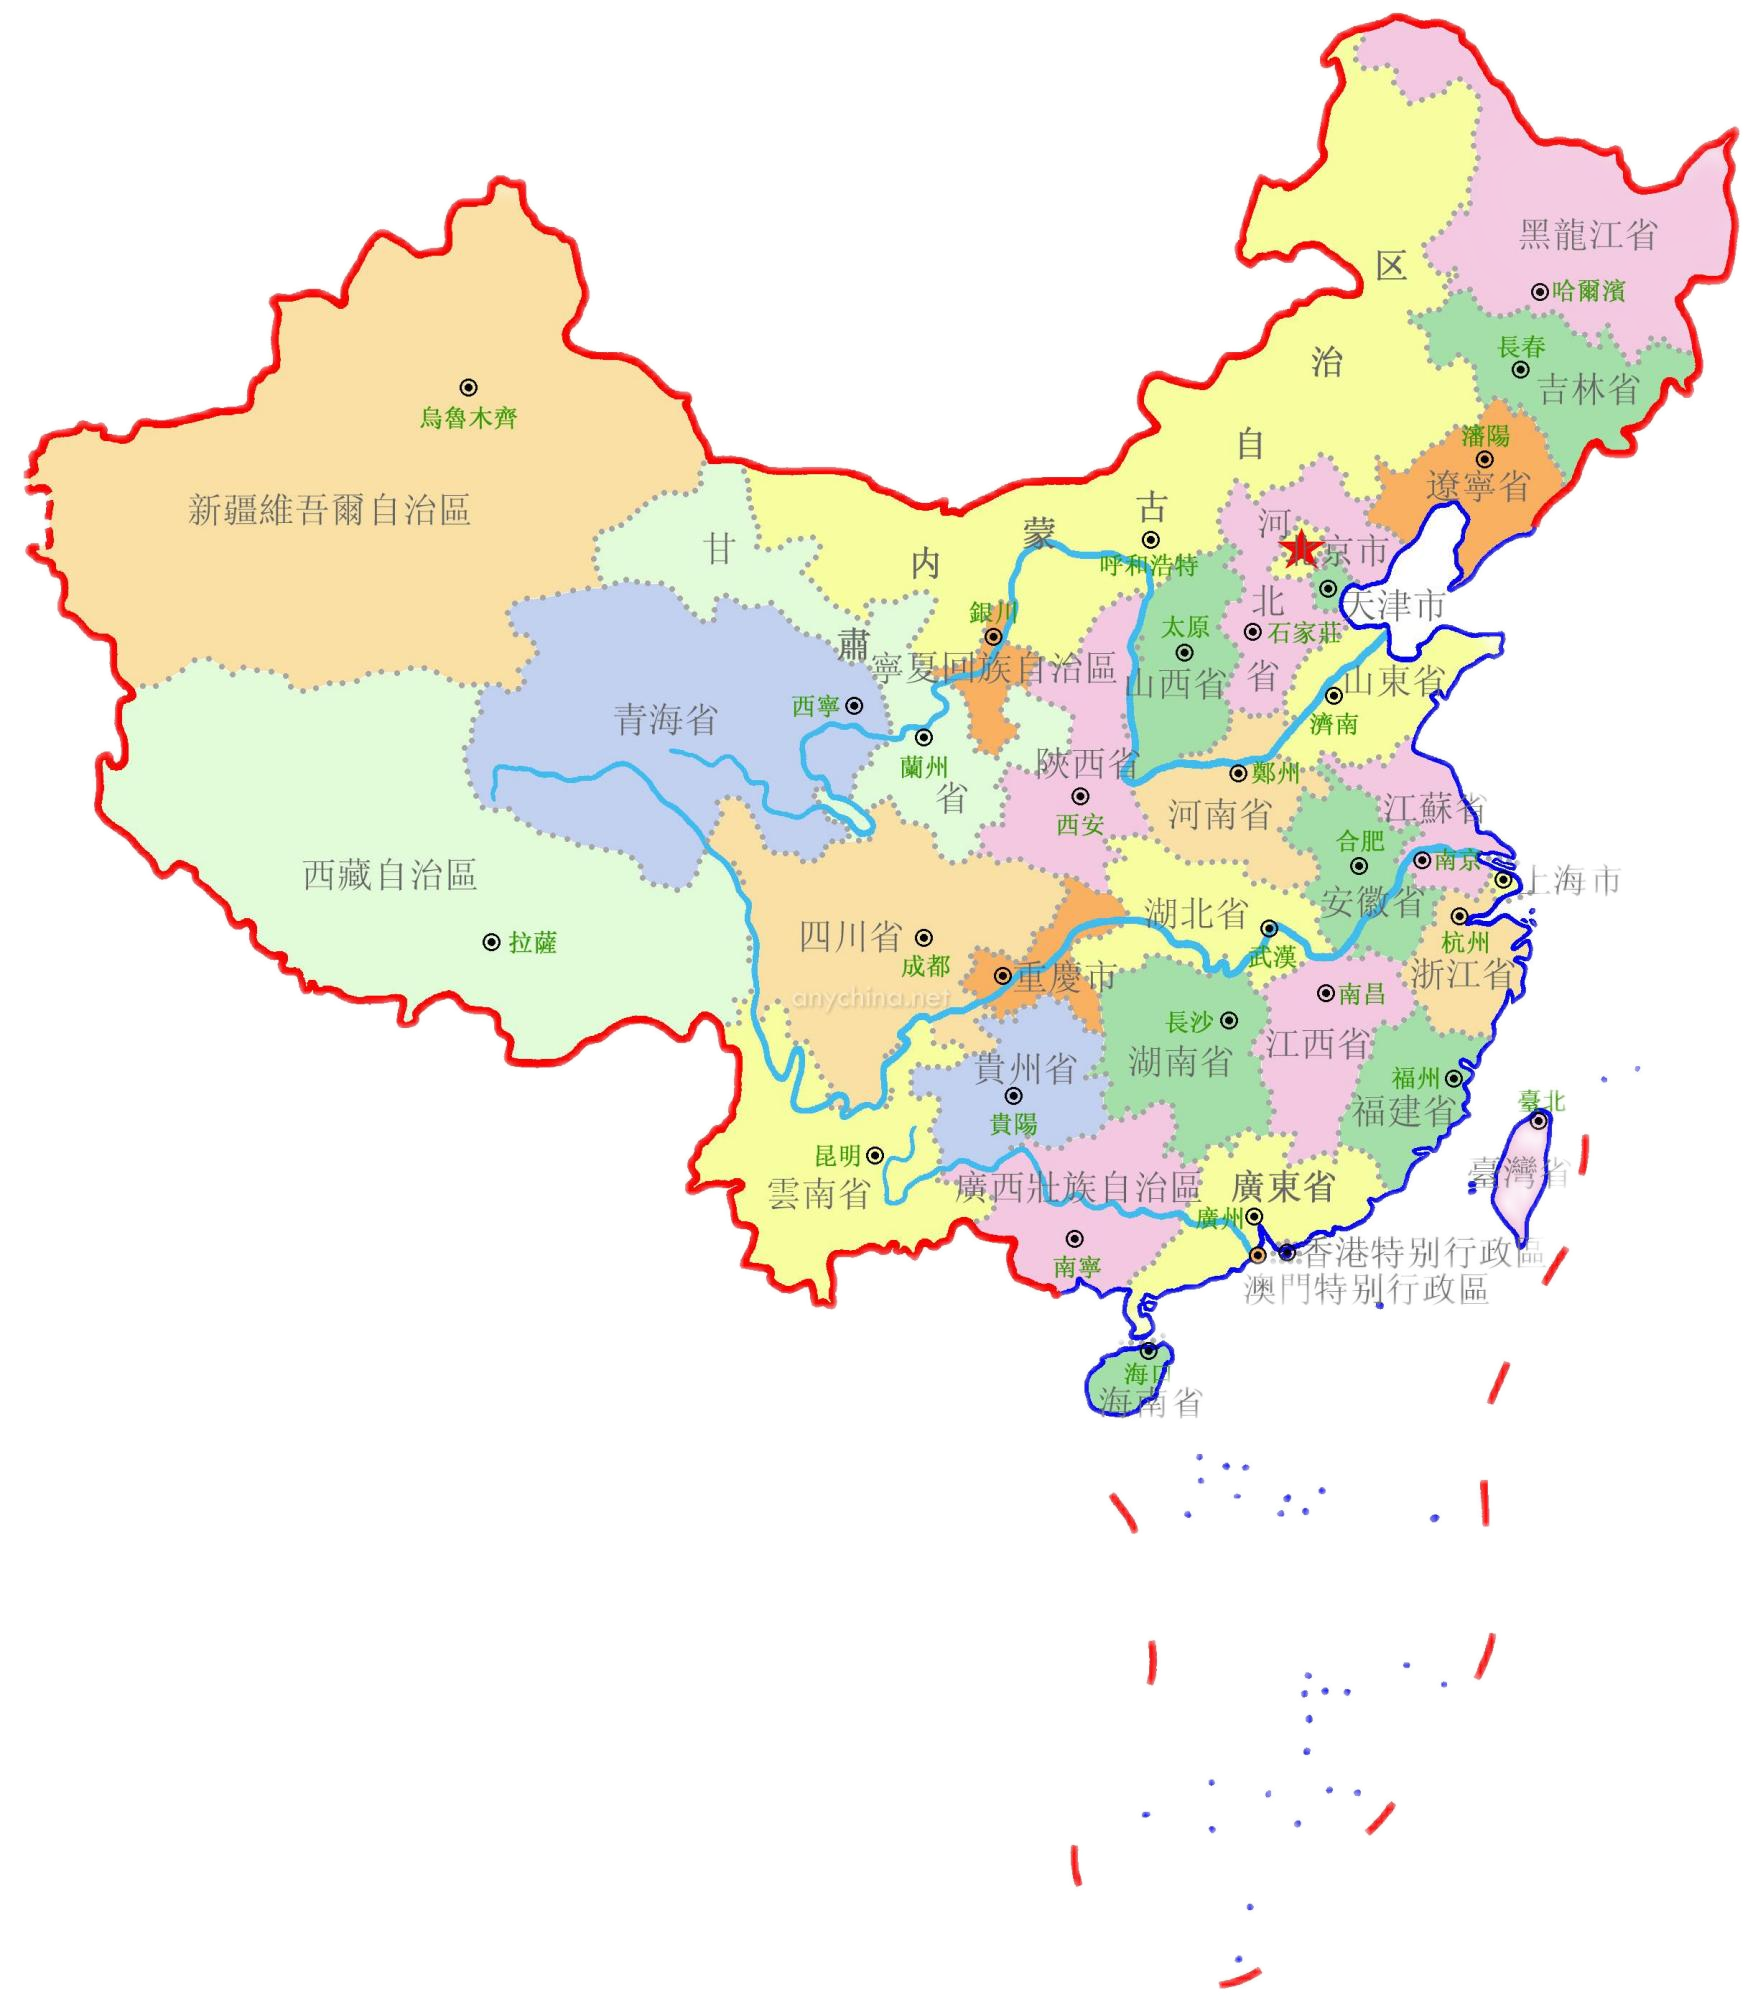 黑龍江省
区
哈爾濱
長春
治
吉林省
烏魯木齊
瀋陽
自
遼寧省
新疆維吾爾自治區
古
河
蒙
北京市
甘
内
呼和浩特
天津市
北
銀川
太原
石家莊
肅
寧夏回族自治區
山西省
省
山東省
西寧
青海省
濟南
蘭州
陝西省
鄭州
省
西安
河南省
江蘇省
合肥
南京
西藏自治區
上海市
安徽省
湖北省
四川省
拉薩
成都
武漢
杭州
重慶市
浙江省
anychina.net
南昌
長沙
江西省
湖南省
貴州省
福州
福建省
臺北
貴陽
昆明
臺灣省
雲南省
廣西壯族自治區
廣東省
廣州
南寧
香港特别行政區
澳門特别行政區
海口
海南省